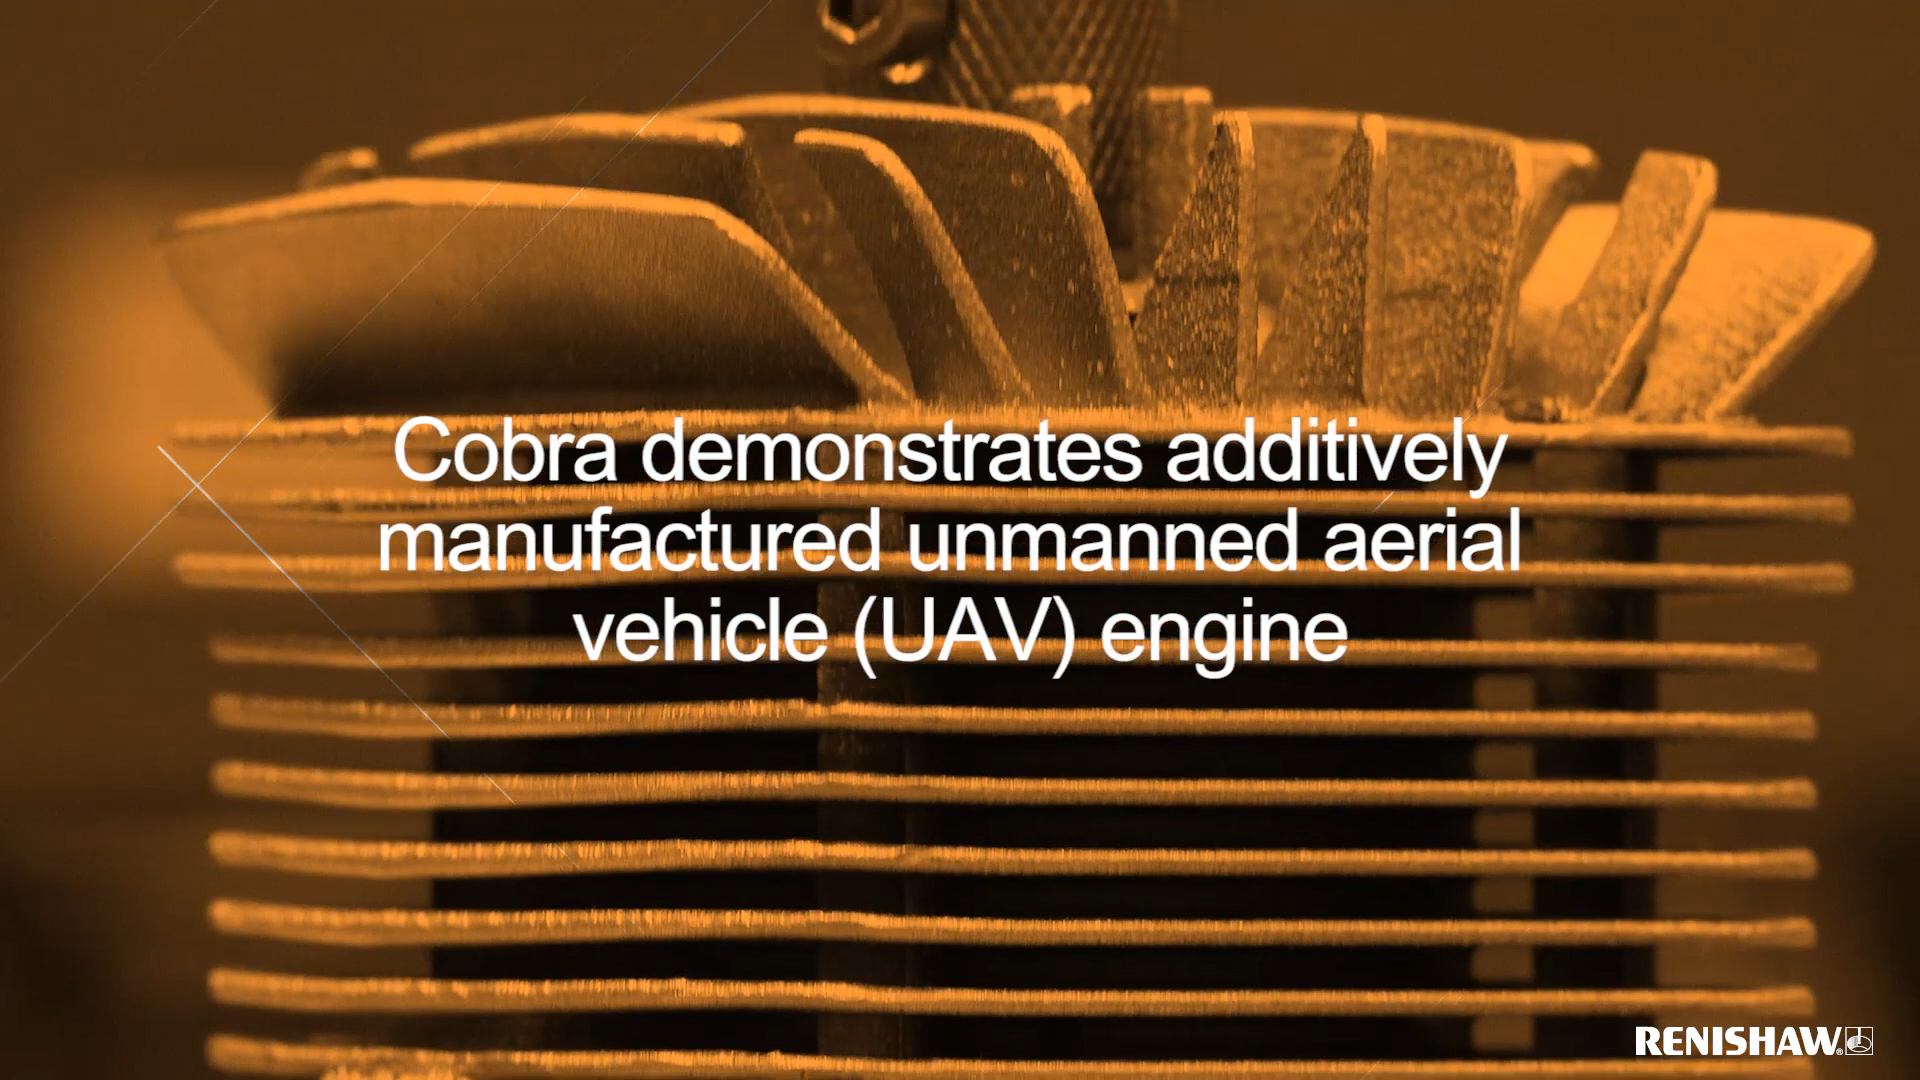 Cobra demonstrates additively
manufactured unmanned aerial
vehicle (UAV) engine
RENISHAW